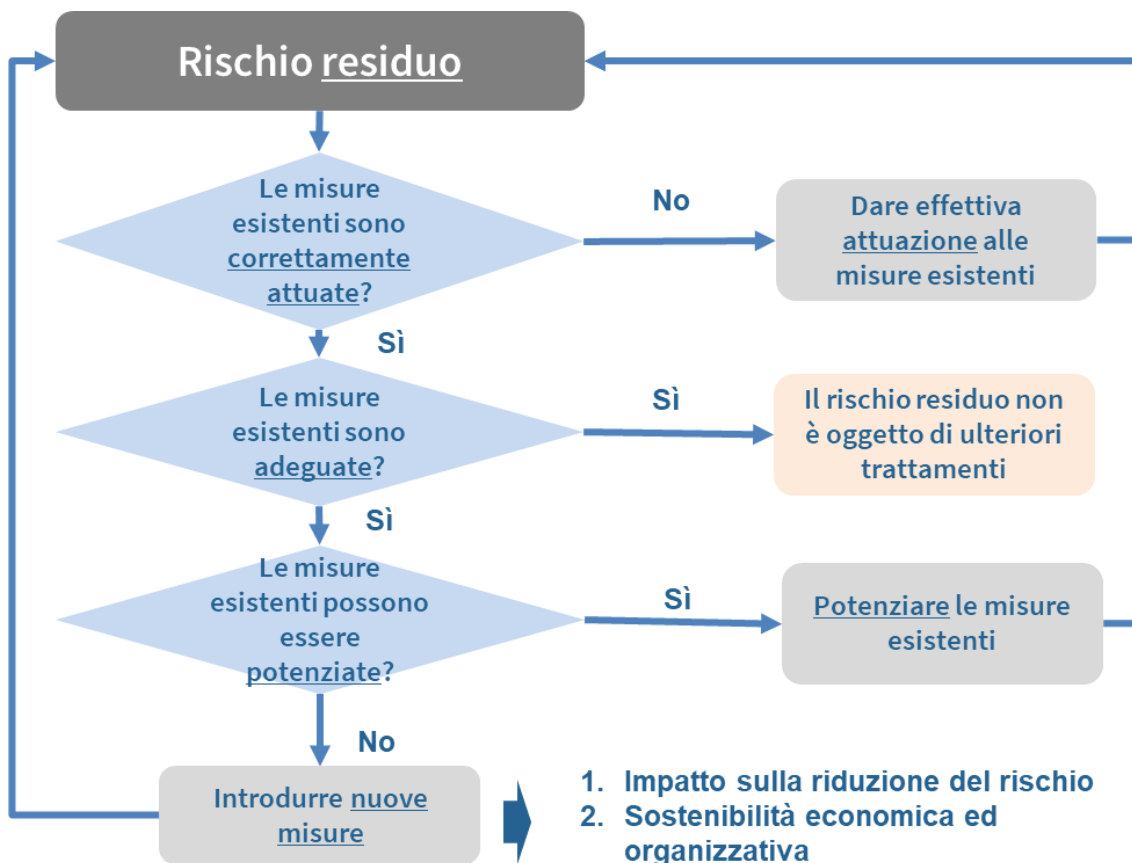 Rischio residuo
Le misure
esistenti sono
correttamente
attuate?
No
Dare effettiva
attuazione alle
misure esistenti
Sì
Le misure
esistenti sono
adeguate?
Sì
Il rischio residuo non
è oggetto di ulteriori
trattamenti
Sì
Le misure
esistenti possono
essere
potenziate?
Sì
Potenziare le misure
esistenti
No
Introdurre nuove
misure
1. Impatto sulla riduzione del rischio
2. Sostenibilità economica ed
organizzativa